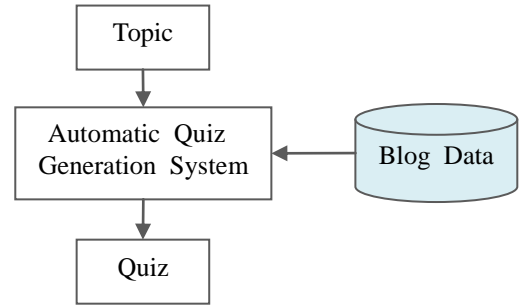 Topic
Automatic Quiz
Generation System
Blog Data
Quiz